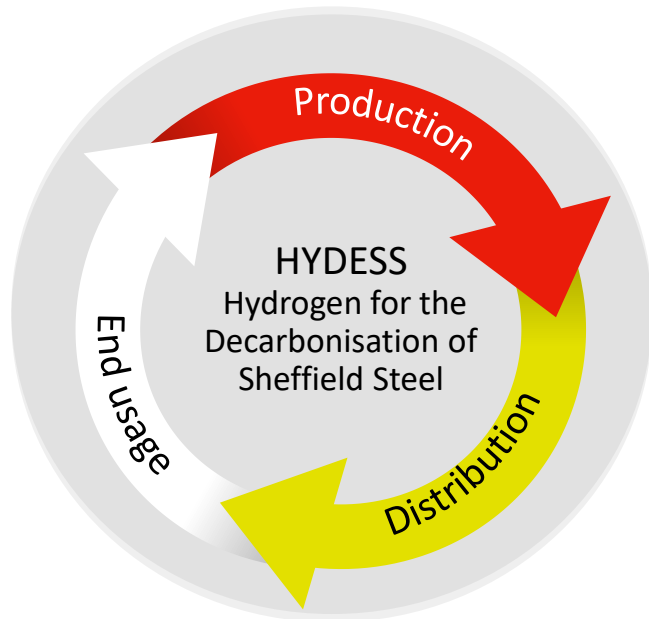 Production
HYDESS
Hydrogen for the
Decarbonisation of
Sheffield Steel
End usage
Distribution